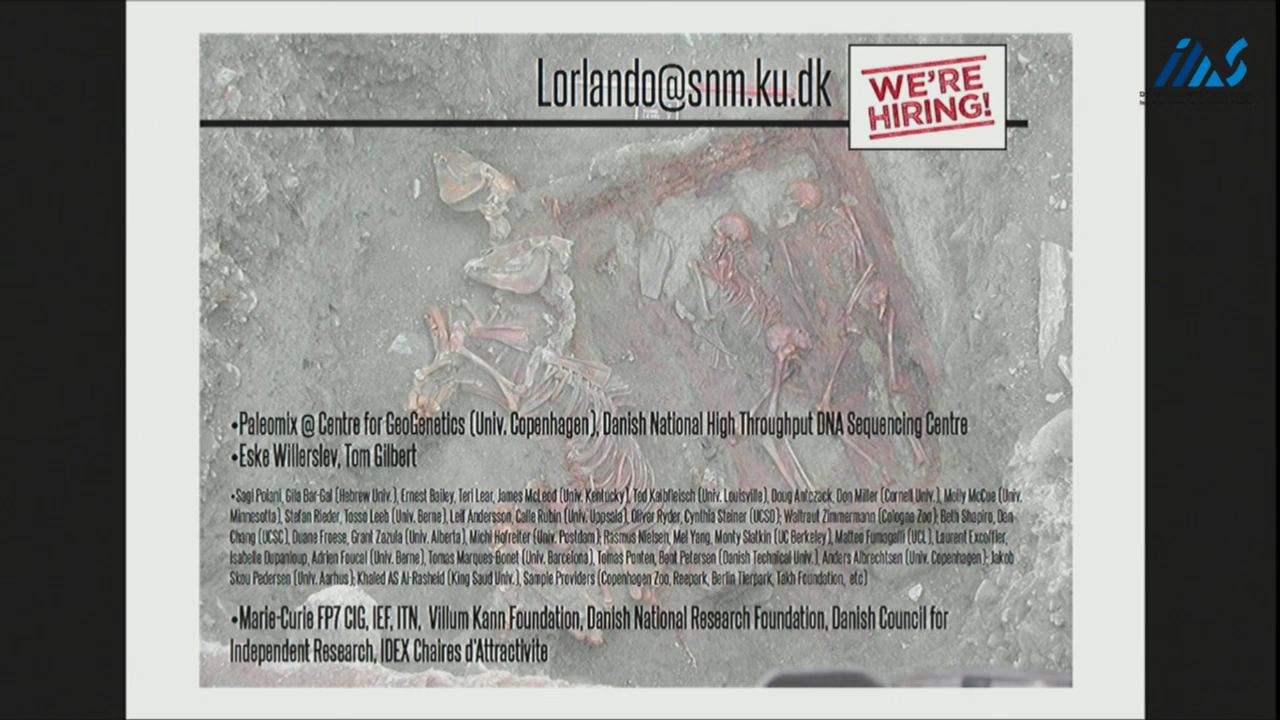 Lorlando@snm.ku.dk
WE'RE
HIRING!
ias
•Paleomix @ Centre for GeoGenetics (Univ. Copenhagen), Danish National High Throughput DNA Sequencing Centre
•Eske Willerslev, Tom Gilbert
•Sagi Polani, Gila Bar-Gal (Hebrew Univ.), Ernest Bailey, Teri Lear, James McLeod (Univ. Kentucky), Ted Kalbfleisch (Univ. Louisville), Doug Antczack, Don Miller (Cornell Univ.), Molly McCue (Univ.
Minnesotta), Stefan Rieder, Tosso Leeb (Univ. Berne), Leif Andersson, Calle Rubin (Univ. Uppsala), Oliver Ryder, Cynthia Steiner (UCSD); Waltraut Zimmermann (Cologne Zoo); Beth Shapiro, Dan
Chang (UCSC), Duane Froese, Grant Zazula (Univ. Alberta), Michi Hofreiter (Univ. Postdam); Rasmus Nielsen, Mel Yang, Monty Slatkin (UC Berkeley), Matteo Fumagalli (UCL), Laurent Excoffier,
Isabelle Dupanloup, Adrien Foucal (Univ. Berne), Tomas Marques-Bonet (Univ. Barcelona), Tomas Ponten, Bent Petersen (Danish Technical Univ.), Anders Albrechtsen (Univ. Copenhagen); Jakob
Skou Pedersen (Univ. Aarhus); Khaled AS Al-Rasheid (King Saud Univ.), Sample Providers (Copenhagen Zoo, Reepark, Berlin Tierpark, Takh Foundation, etc)
•Marie-Curie FP7 CIG, IEF, ITN, Villum Kann Foundation, Danish National Research Foundation, Danish Council for
Independent Research, IDEX Chaires d'Attractivite